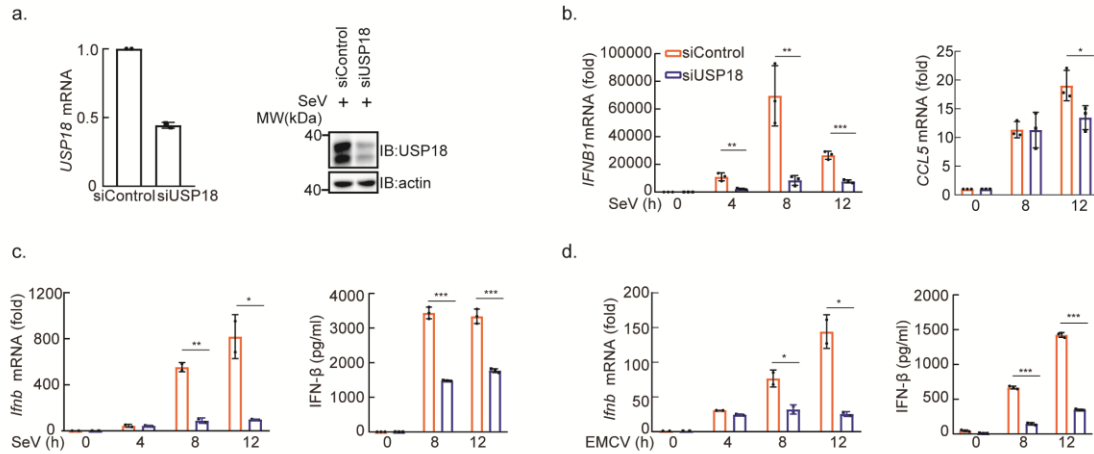 a.
USP18 mRNA
1.0
0.5
0
siControl siUSP18
siControl
siUSP18
SeV + +
MW(kDa)
40
IB:USP18
40
IB:actin
b.
IFNB1 mRNA (fold)
100000
80000
60000
40000
20000
0
siControl
siUSP18
**
**
***
SeV (h) 0 4 8 12
CCL5 mRNA (fold)
25
20
15
10
5
0
*
0 8 12
c.
Ifnb mRNA (fold)
1200
800
400
0
**
*
SeV (h) 0 4 8 12
IFN-β (pg/ml)
4000
3000
2000
1000
0
*** ***
0 8 12
d.
Ifnb mRNA (fold)
200
150
100
50
0
*
*
EMCV (h) 0 4 8 12
IFN-β (pg/ml)
2000
1500
1000
500
0
***
***
0 8 12